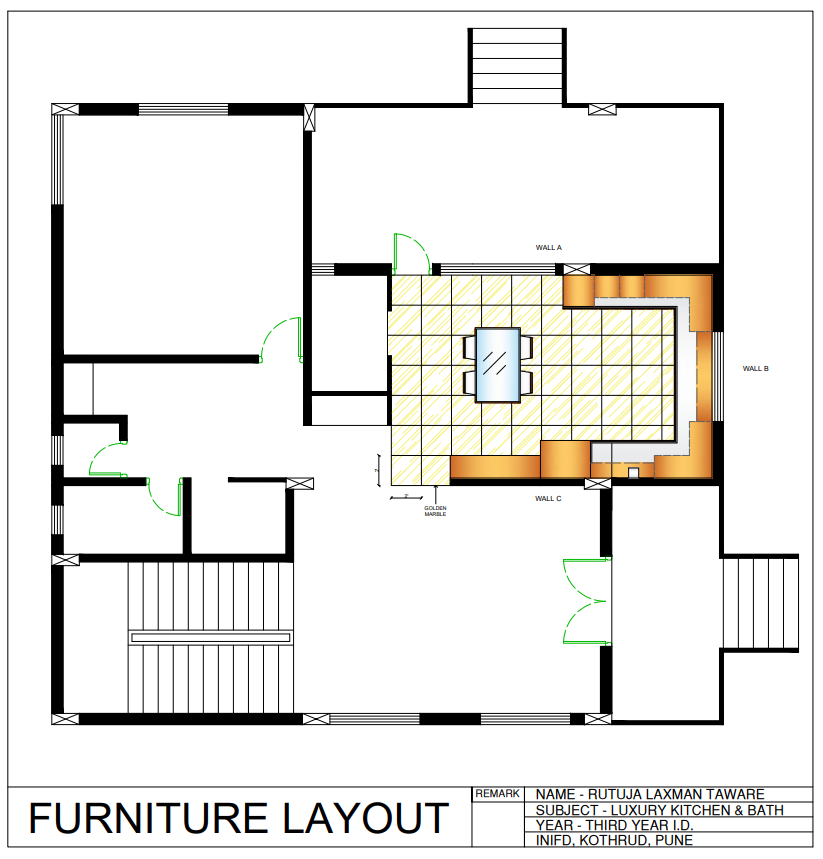 WALL A
WALL B
WALL C
2'
2'
GOLDEN
MARBLE
FURNITURE LAYOUT
REMARK
NAME - RUTUJA LAXMAN TAWARE
SUBJECT - LUXURY KITCHEN & BATH
YEAR - THIRD YEAR I.D.
INIFD, KOTHRUD, PUNE